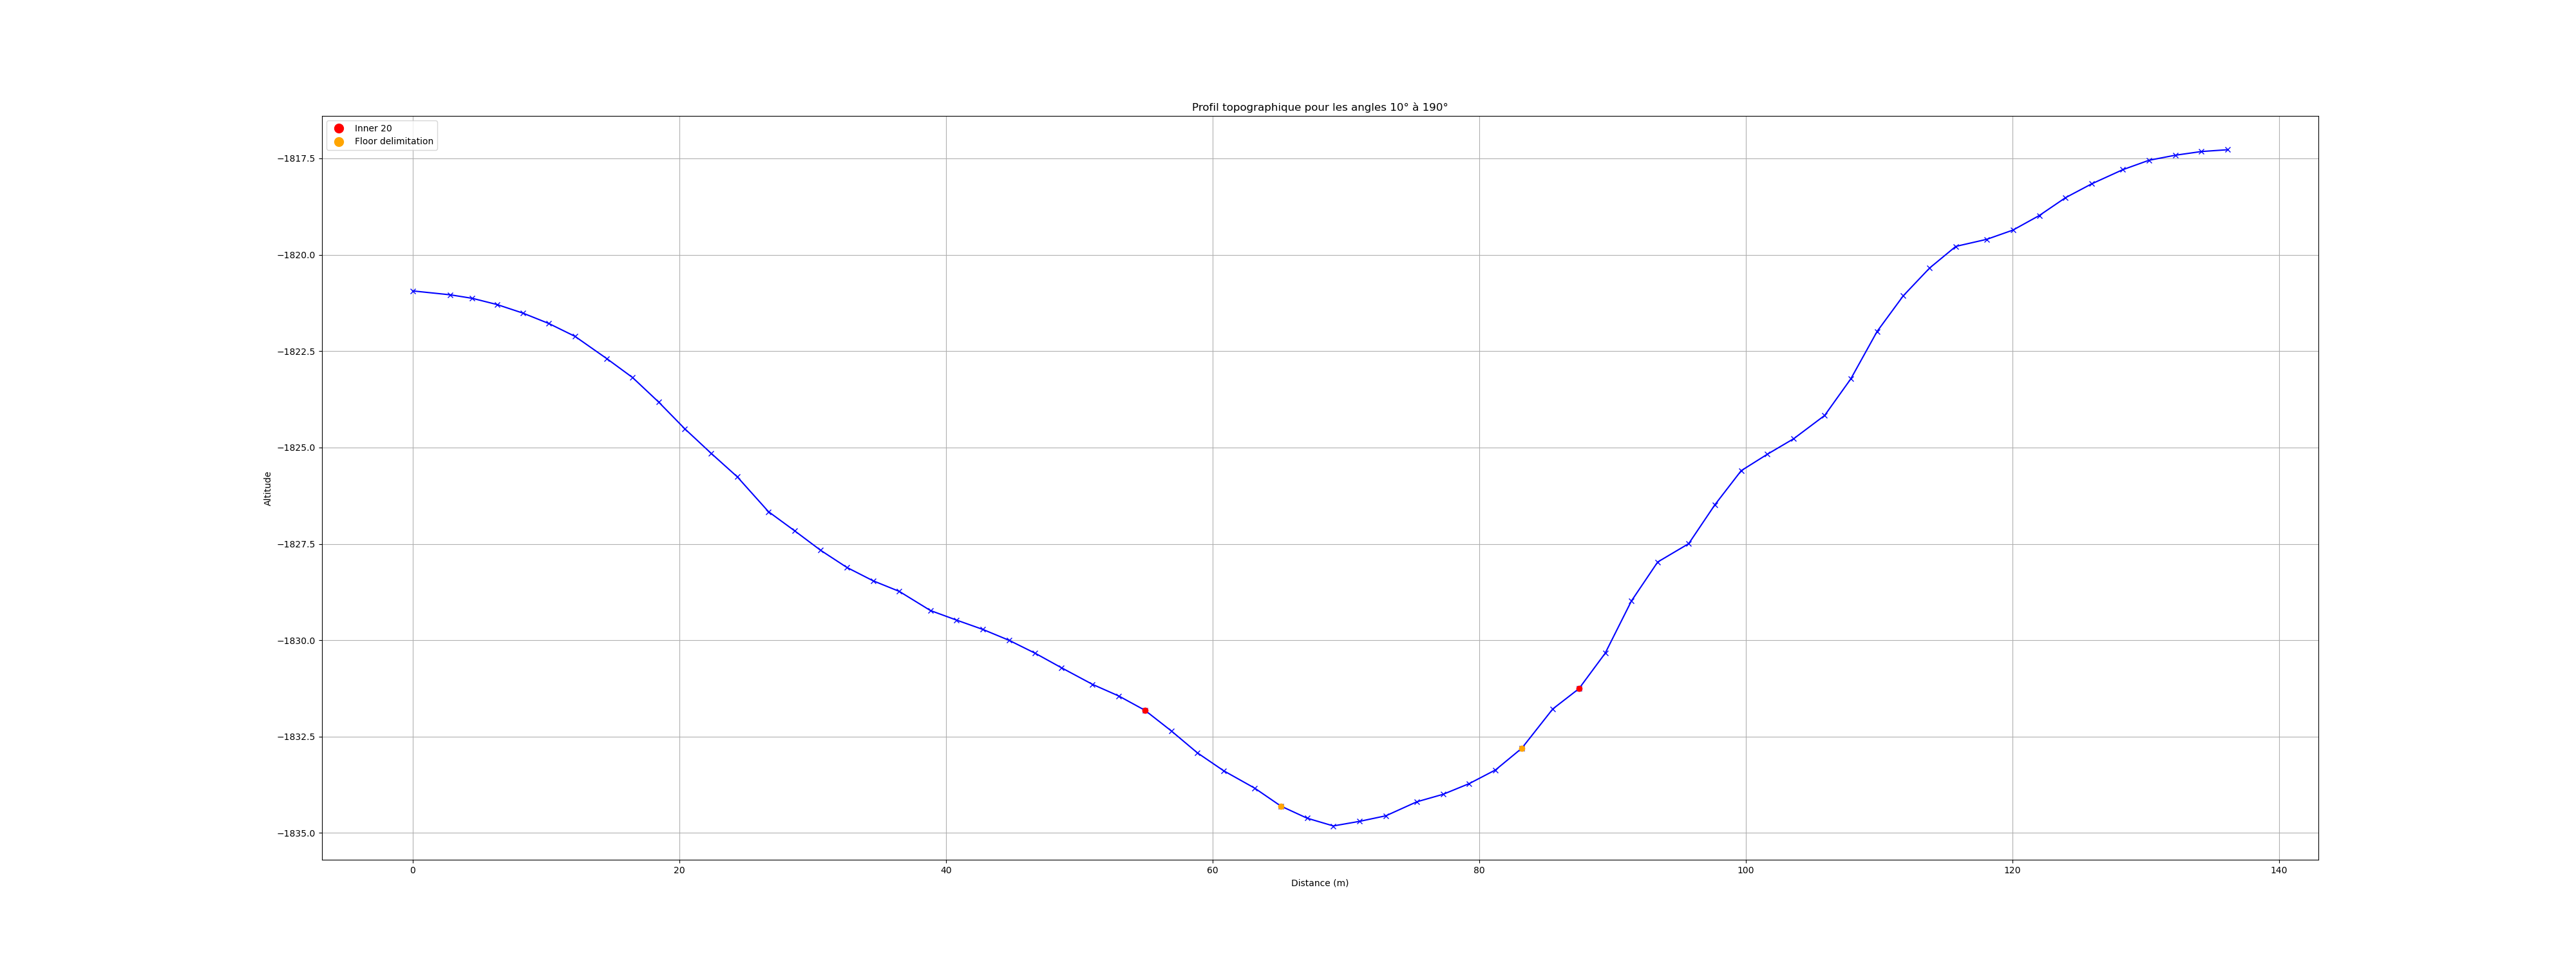 Profil topographique pour les angles 10° à 190°
Inner 20
Floor delimitation
−1817.5
−1820.0
−1822.5
−1825.0
−1827.5
−1830.0
−1832.5
−1835.0
Altitude
0 20 40 60 80 100 120 140
Distance (m)